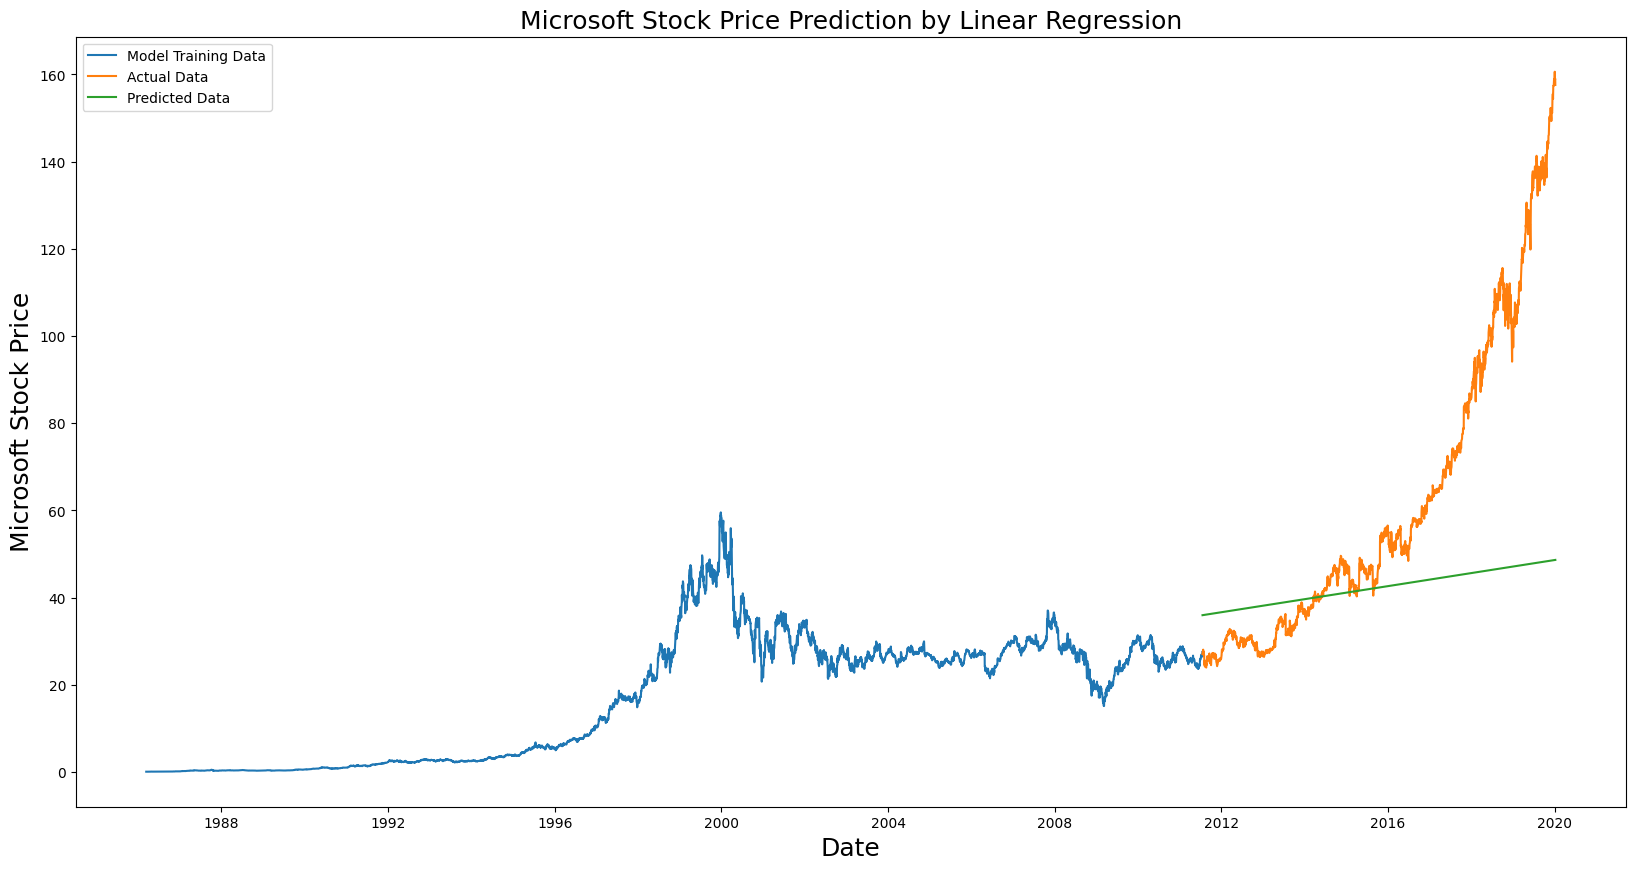 Microsoft Stock Price Prediction by Linear Regression
Model Training Data
Actual Data
Predicted Data
Microsoft Stock Price
160
140
120
100
80
60
40
20
0
1988 1992 1996 2000 2004 2008 2012 2016 2020
Date